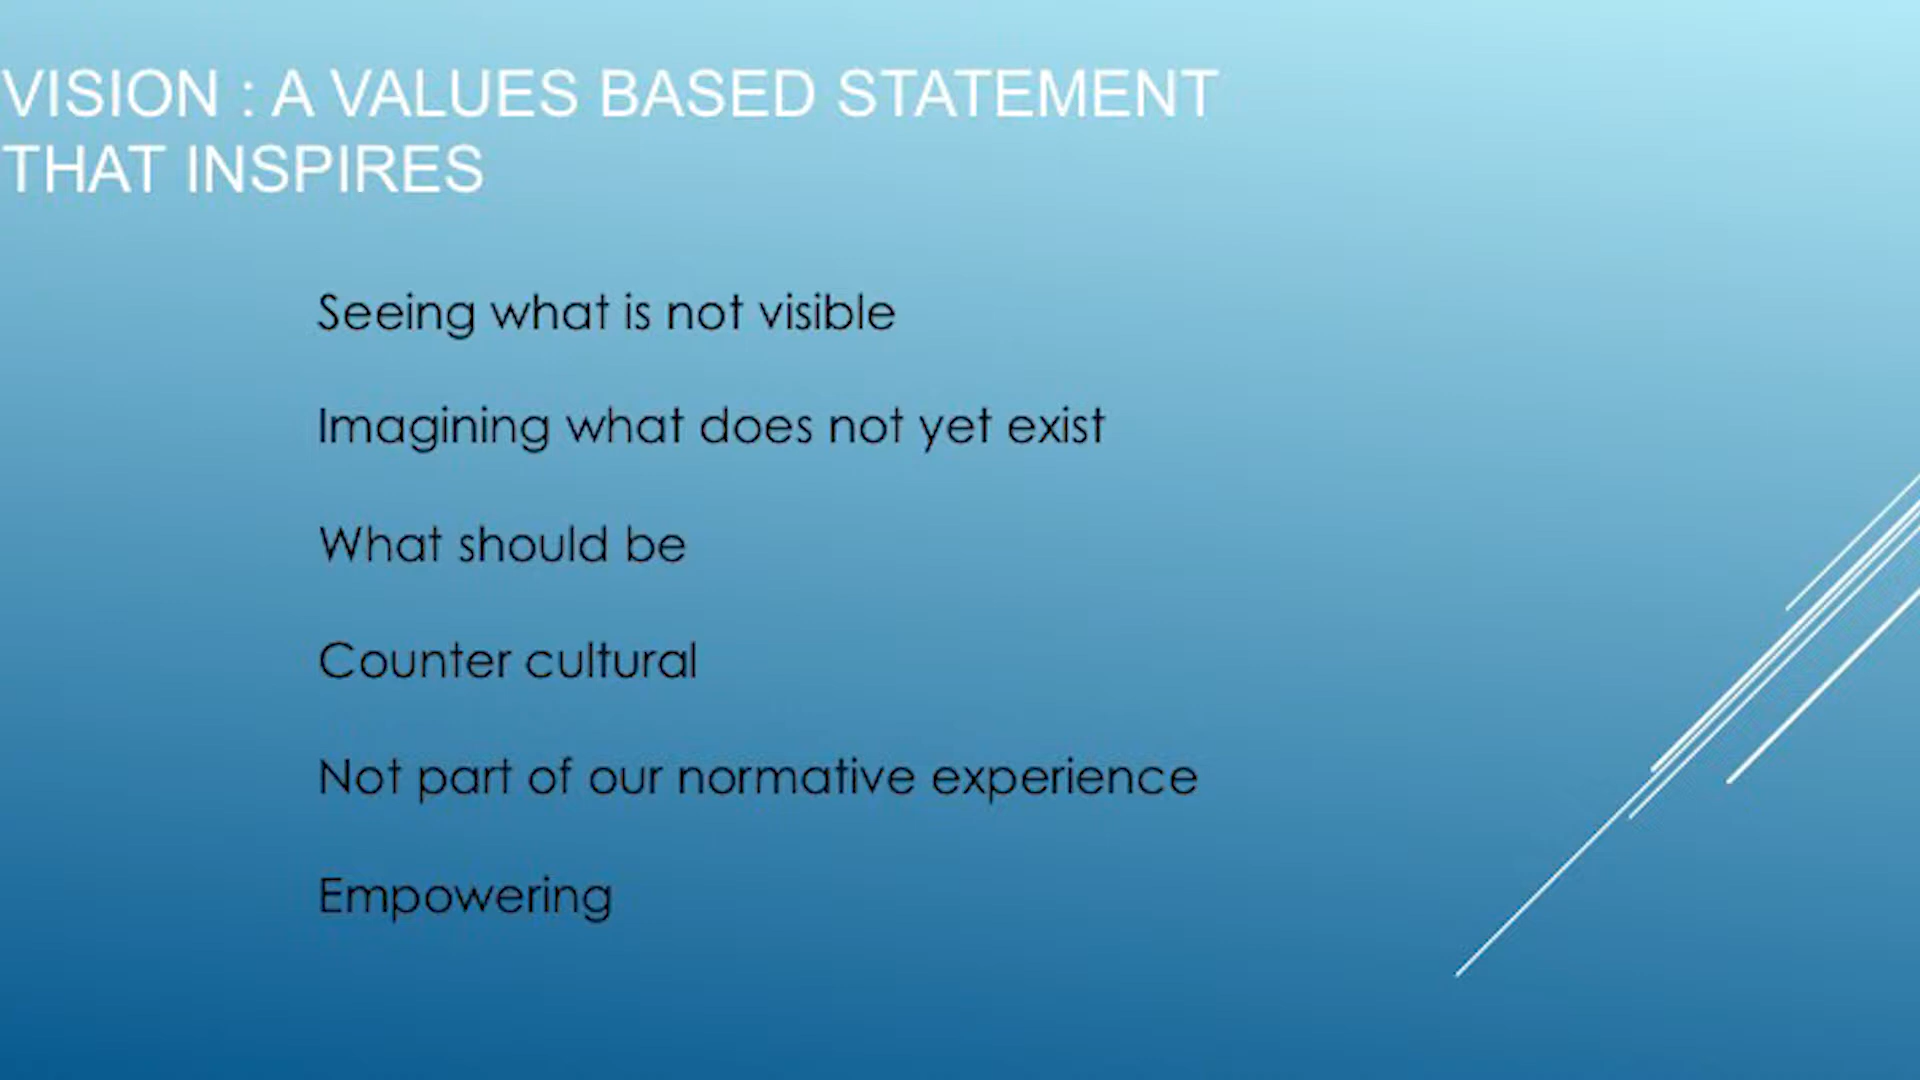 VISION : A VALUES BASED STATEMENT
THAT INSPIRES
Seeing what is not visible
Imagining what does not yet exist
What should be
Counter cultural
Not part of our normative experience
Empowering